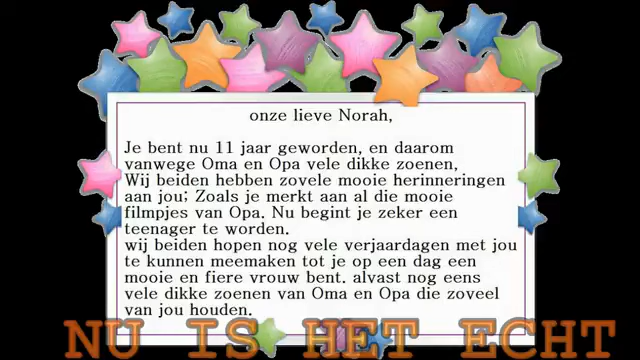 onze lieve Norah,
Je bent nu 11 jaar geworden, en daarom
vanwege Oma en Opa vele dikke zoenen,
Wij beiden hebben zovele mooie herinneringen
aan jou; Zoals je merkt aan al die mooie
filmpjes van Opa. Nu begint je zeker een
teenager te worden.
wij beiden hopen nog vele verjaardagen met jou
te kunnen meemaken tot je op een dag een
mooie en fiere vrouw bent. alvast nog eens
vele dikke zoenen van Oma en Opa die zoveel
van jou houden.
NU IS HET ECHT